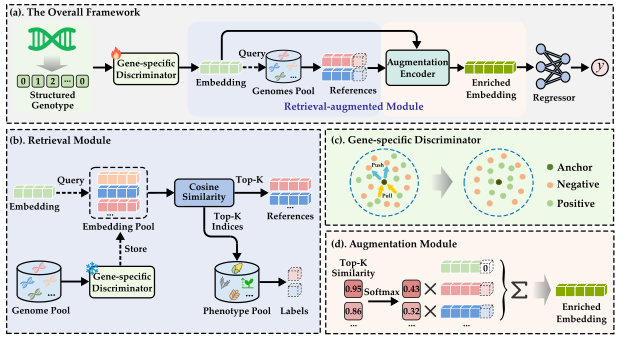 (a). The Overall Framework
0 1 2 ... 0
Structured
Genotype
Gene-specific
Discriminator
Embedding
Query
Genomes Pool
...
References
Retrieval-augmented Module
Augmentation
Encoder
Enriched
Embedding
Regressor
y
(b). Retrieval Module
Embedding
Query
...
Embedding Pool
Store
Genome Pool
...
Gene-specific
Discriminator
Cosine
Similarity
Top-K
...
References
Top-K
Indices
...
Phenotype Pool
...
Labels
(c). Gene-specific Discriminator
Push
Pull
Anchor
Negative
Positive
(d). Augmentation Module
Top-K
Similarity
0.95
0.86
...
Softmax
0.43 ×
0.32 ×
...
0
...
Σ
Enriched
Embedding